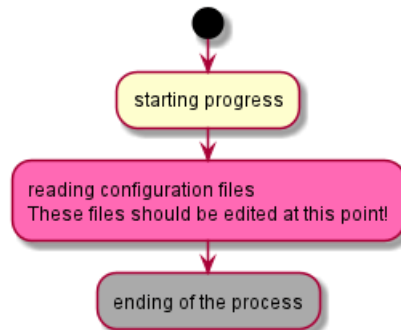 starting progress
reading configuration files
These files should be edited at this point!
ending of the process